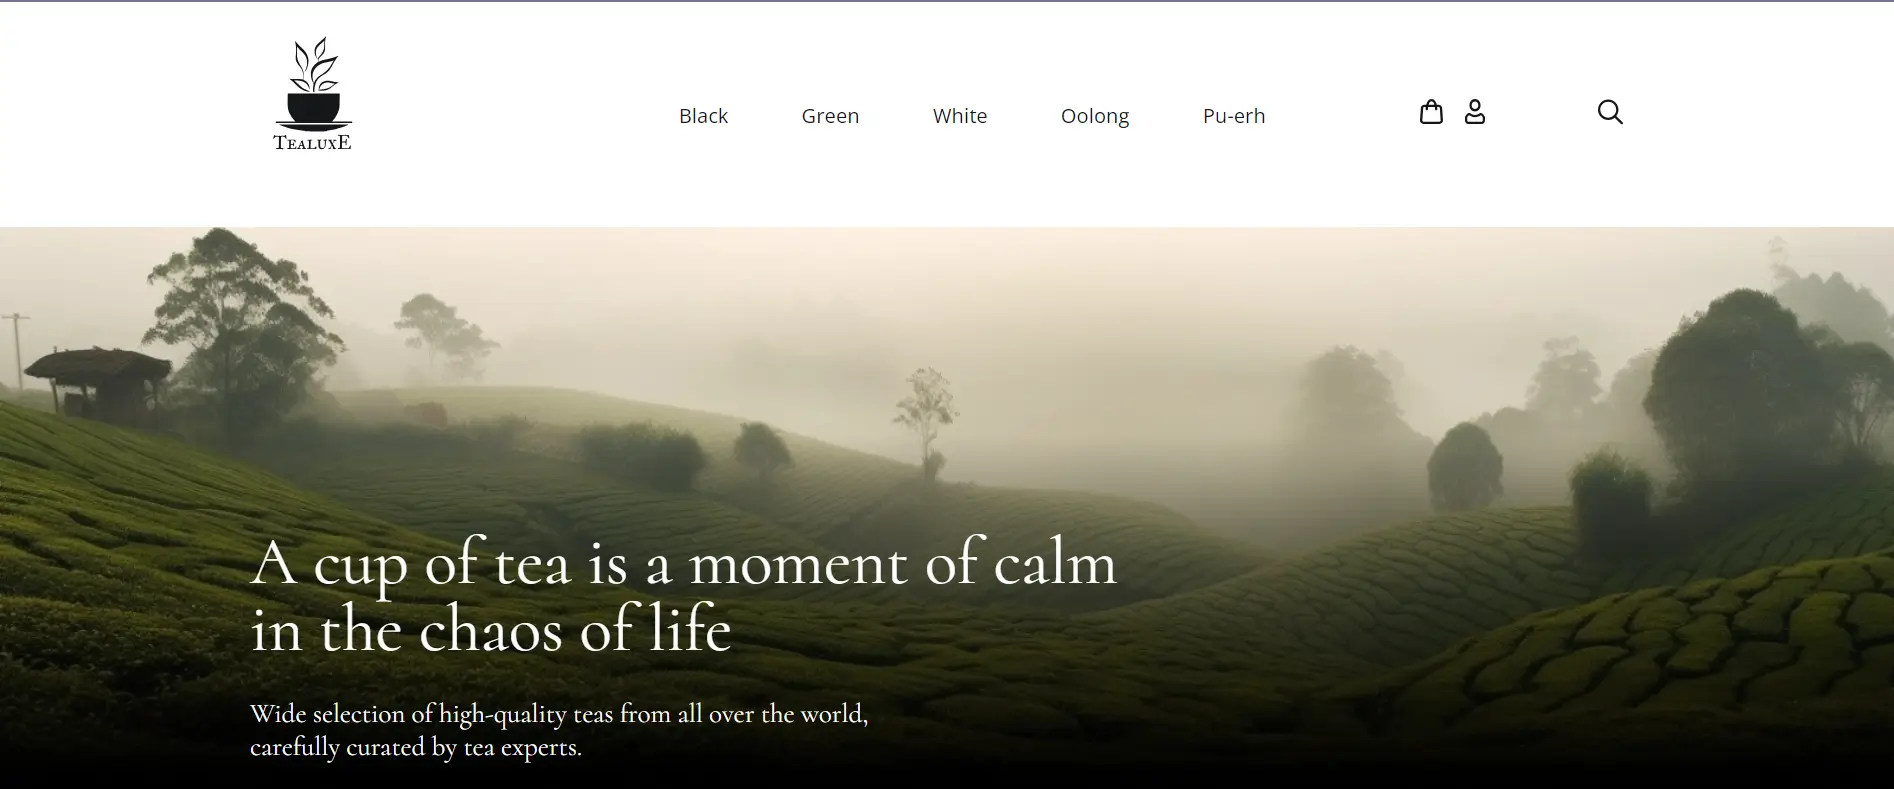 TEALUXE
Black Green White Oolong Pu-erh
A cup of tea is a moment of calm
in the chaos of life
Wide selection of high-quality teas from all over the world,
carefully curated by tea experts.